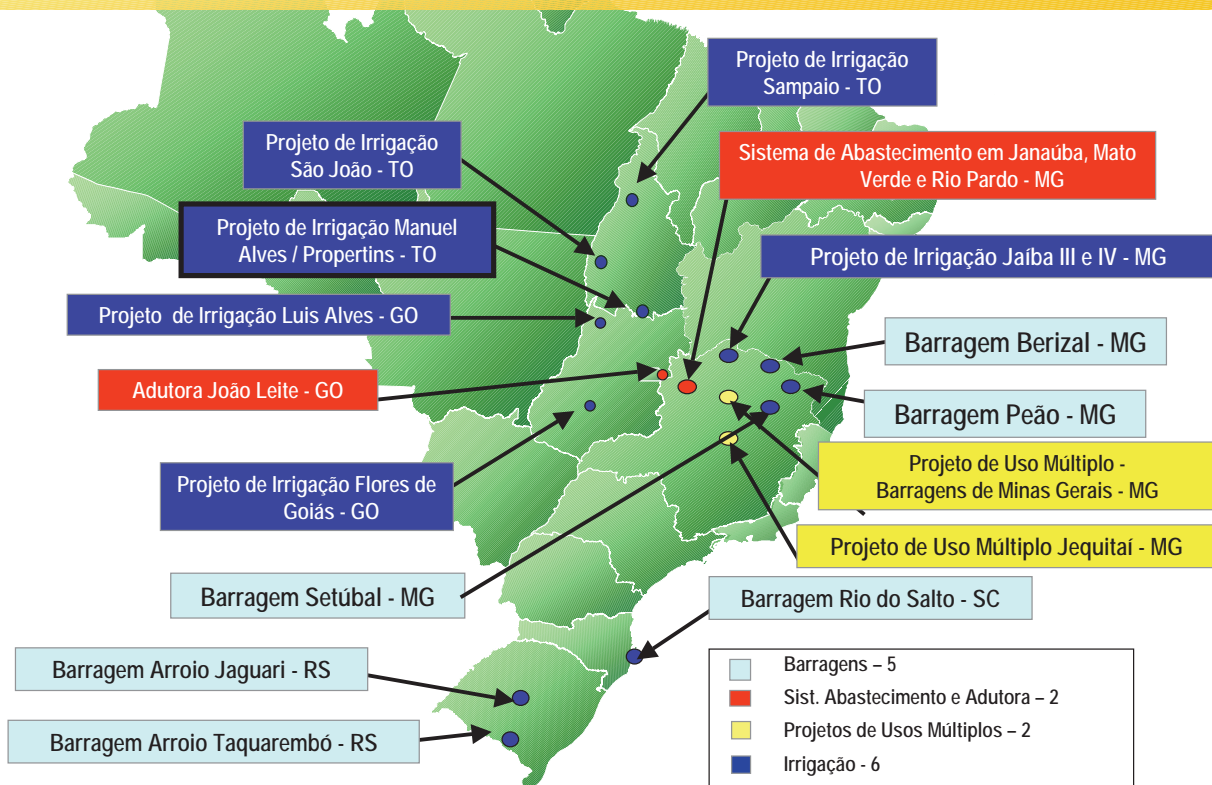 Projeto de Irrigação
Sampaio - TO
Projeto de Irrigação
São João - TO
Sistema de Abastecimento em Janaúba, Mato
Verde e Rio Pardo - MG
Projeto de Irrigação Manuel
Alves / Propertins - TO
Projeto de Irrigação Jaíba III e IV - MG
Projeto de Irrigação Luis Alves - GO
Barragem Berizal - MG
Adutora João Leite - GO
Barragem Peão - MG
Projeto de Irrigação Flores de
Goiás - GO
Projeto de Uso Múltiplo -
Barragens de Minas Gerais - MG
Projeto de Uso Múltiplo Jequitaí - MG
Barragem Setúbal - MG
Barragem Rio do Salto - SC
Barragem Arroio Jaguari - RS
Barragem Arroio Taquarembó - RS
Barragens – 5
Sist. Abastecimento e Adutora – 2
Projetos de Usos Múltiplos – 2
Irrigação - 6